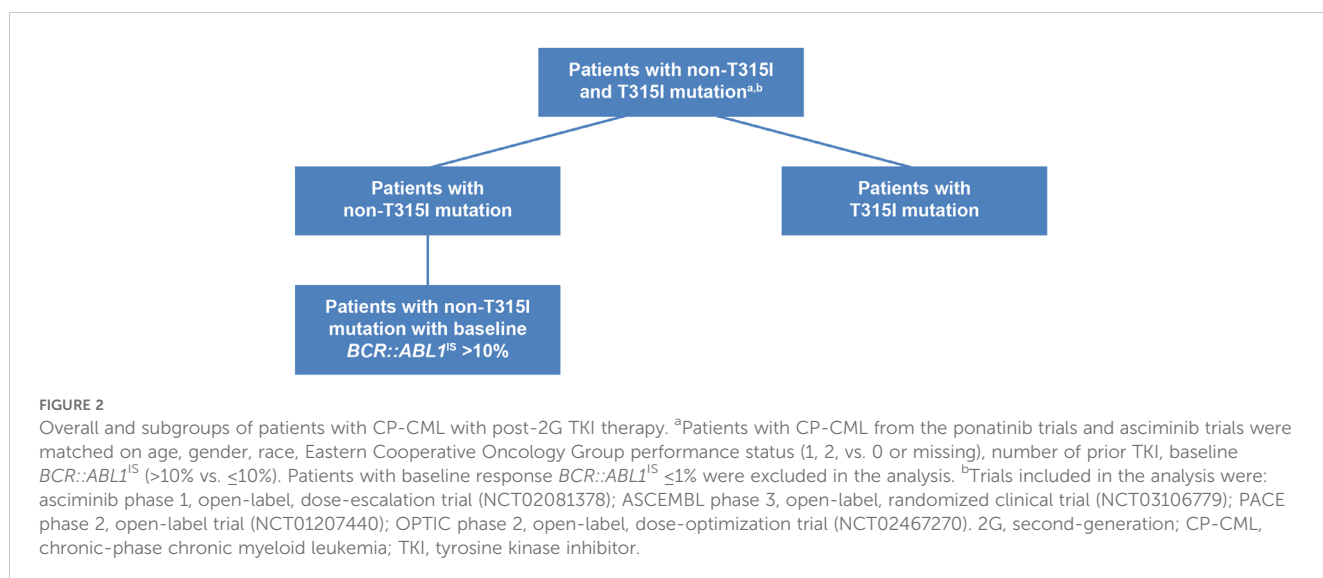 Patients with non-T315I
and T315I mutationa,b
Patients with
non-T315I mutation
Patients with
T315I mutation
Patients with non-T315I
mutation with baseline
BCR::ABL1IS >10%
FIGURE 2
Overall and subgroups of patients with CP-CML with post-2G TKI therapy. aPatients with CP-CML from the ponatinib trials and asciminib trials were
matched on age, gender, race, Eastern Cooperative Oncology Group performance status (1, 2, vs. 0 or missing), number of prior TKI, baseline
BCR::ABL1IS (>10% vs. ≤10%). Patients with baseline response BCR::ABL1IS ≤1% were excluded in the analysis. bTrials included in the analysis were:
asciminib phase 1, open-label, dose-escalation trial (NCT02081378); ASCEMBL phase 3, open-label, randomized clinical trial (NCT03106779); PACE
phase 2, open-label trial (NCT01207440); OPTIC phase 2, open-label, dose-optimization trial (NCT02467270). 2G, second-generation; CP-CML,
chronic-phase chronic myeloid leukemia; TKI, tyrosine kinase inhibitor.